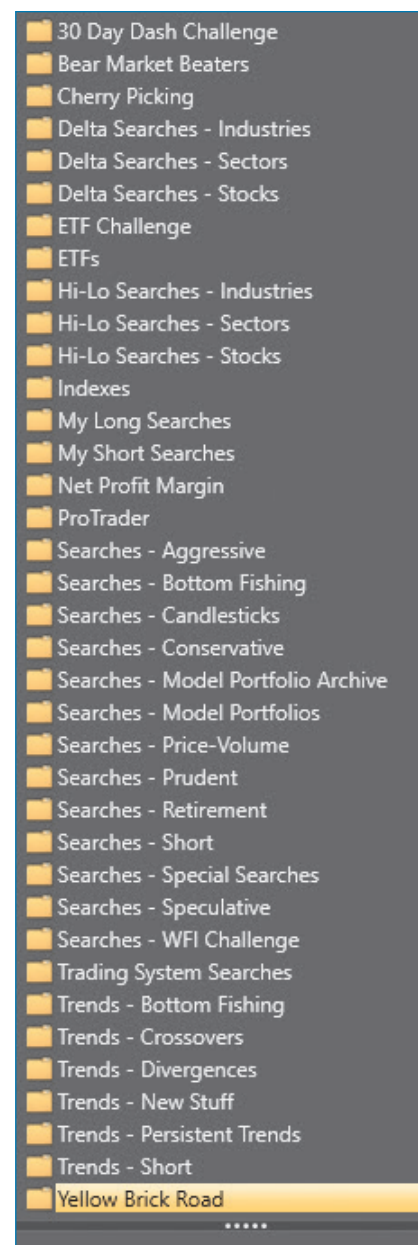 30 Day Dash Challenge
Bear Market Beaters
Cherry Picking
Delta Searches - Industries
Delta Searches - Sectors
Delta Searches - Stocks
ETF Challenge
ETFs
Hi-Lo Searches - Industries
Hi-Lo Searches - Sectors
Hi-Lo Searches - Stocks
Indexes
My Long Searches
My Short Searches
Net Profit Margin
ProTrader
Searches - Aggressive
Searches - Bottom Fishing
Searches - Candlesticks
Searches - Conservative
Searches - Model Portfolio Archive
Searches - Model Portfolios
Searches - Price-Volume
Searches - Prudent
Searches - Retirement
Searches - Short
Searches - Special Searches
Searches - Speculative
Searches - WFI Challenge
Trading System Searches
Trends - Bottom Fishing
Trends - Crossovers
Trends - Divergences
Trends - New Stuff
Trends - Persistent Trends
Trends - Short
Yellow Brick Road